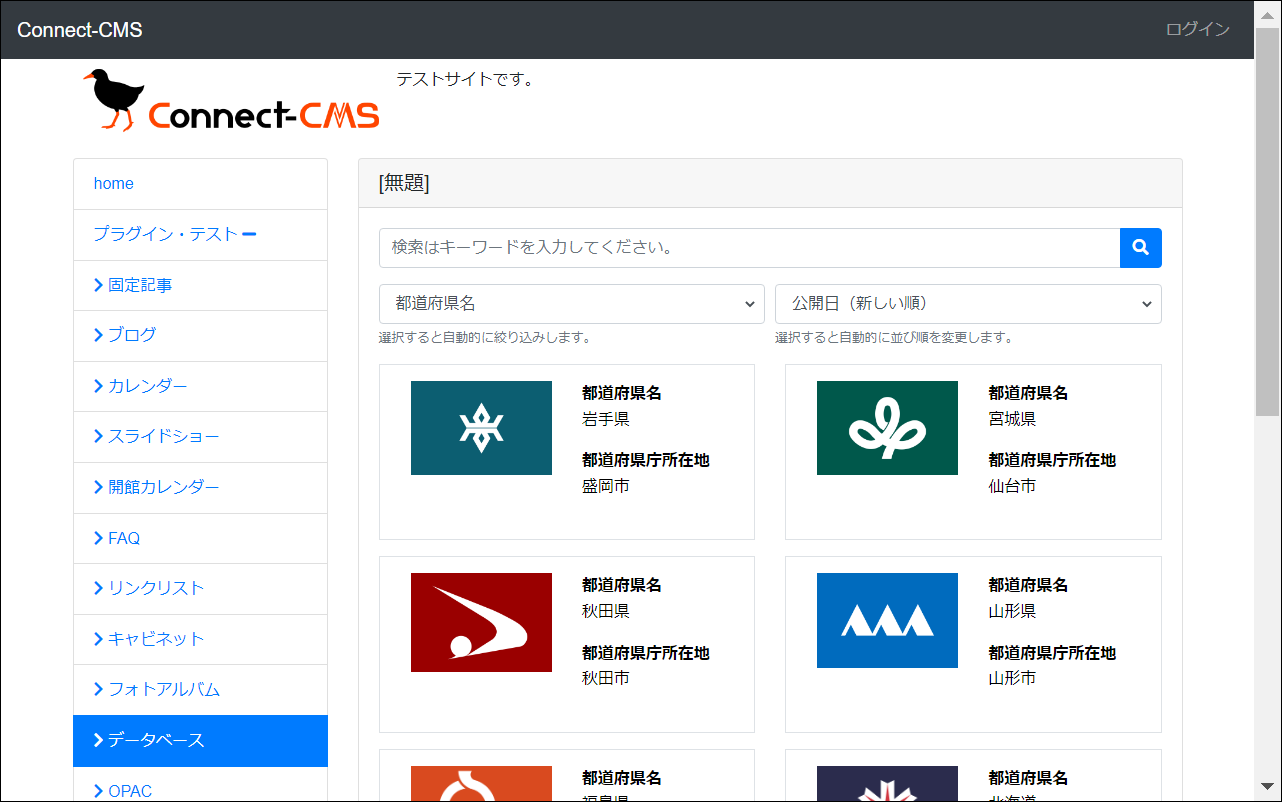 Connect-CMS
ログイン
Connect-CMS
テストサイトです。
home
プラグイン・テスト
固定記事
ブログ
カレンダー
スライドショー
開館カレンダー
FAQ
リンクリスト
キャビネット
フォトアルバム
データベース
OPAC
[無題]
検索はキーワードを入力してください。
都道府県名
公開日（新しい順）
選択すると自動的に絞り込みします。
選択すると自動的に並び順を変更します。
都道府県名
岩手県
都道府県庁所在地
盛岡市
都道府県名
宮城県
都道府県庁所在地
仙台市
都道府県名
秋田県
都道府県庁所在地
秋田市
都道府県名
山形県
都道府県庁所在地
山形市
都道府県名
福島県
都道府県名
北海道